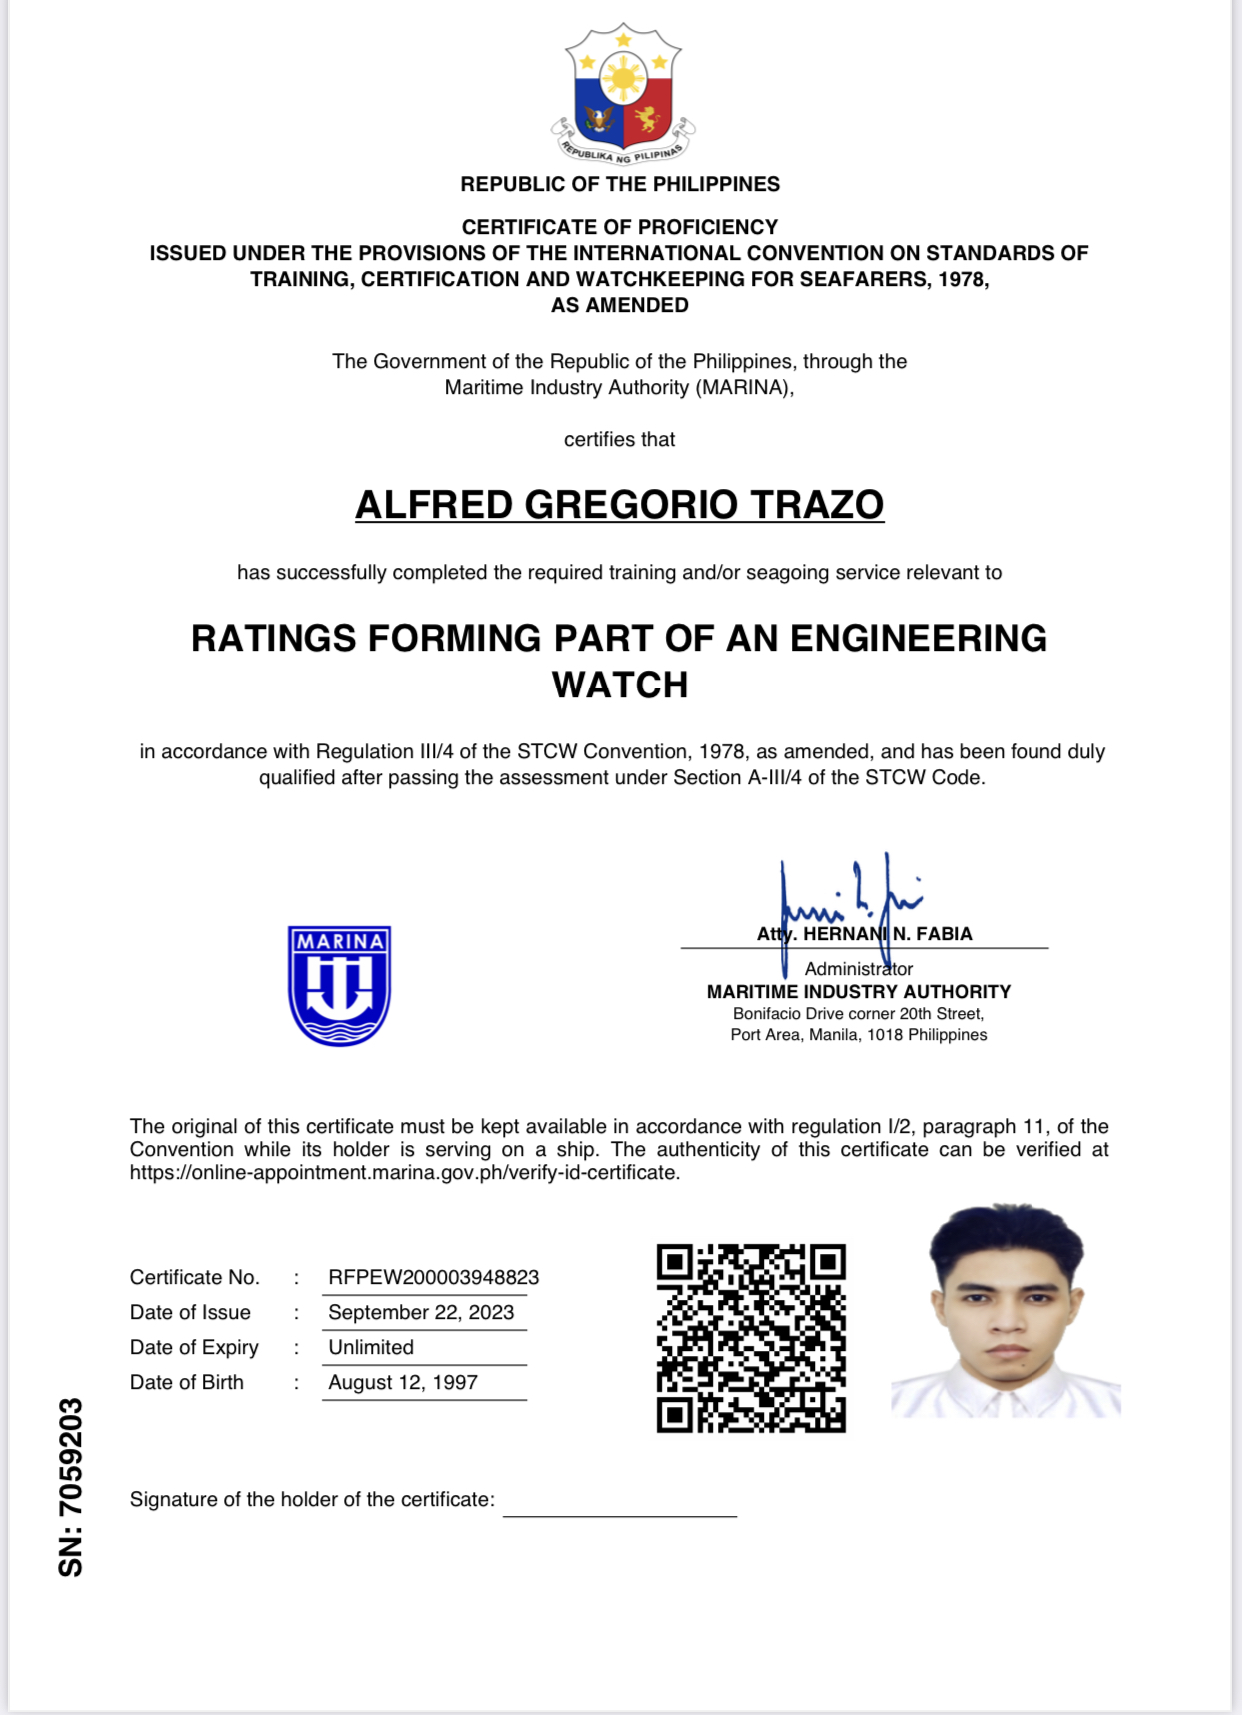 REPUBLIKA NG PILIPINAS
REPUBLIC OF THE PHILIPPINES
CERTIFICATE OF PROFICIENCY
ISSUED UNDER THE PROVISIONS OF THE INTERNATIONAL CONVENTION ON STANDARDS OF
TRAINING, CERTIFICATION AND WATCHKEEPING FOR SEAFARERS, 1978,
AS AMENDED
The Government of the Republic of the Philippines, through the
Maritime Industry Authority (MARINA),
certifies that
ALFRED GREGORIO TRAZO
has successfully completed the required training and/or seagoing service relevant to
RATINGS FORMING PART OF AN ENGINEERING
WATCH
in accordance with Regulation III/4 of the STCW Convention, 1978, as amended, and has been found duly
qualified after passing the assessment under Section A-III/4 of the STCW Code.
MARINA
Atty. HERNANI N. FABIA
Administrator
MARITIME INDUSTRY AUTHORITY
Bonifacio Drive corner 20th Street,
Port Area, Manila, 1018 Philippines
The original of this certificate must be kept available in accordance with regulation I/2, paragraph 11, of the
Convention while its holder is serving on a ship. The authenticity of this certificate can be verified at
https://online-appointment.marina.gov.ph/verify-id-certificate.
Certificate No. : RFPEW200003948823
Date of Issue : September 22, 2023
Date of Expiry : Unlimited
Date of Birth : August 12, 1997
SN: 7059203
Signature of the holder of the certificate: